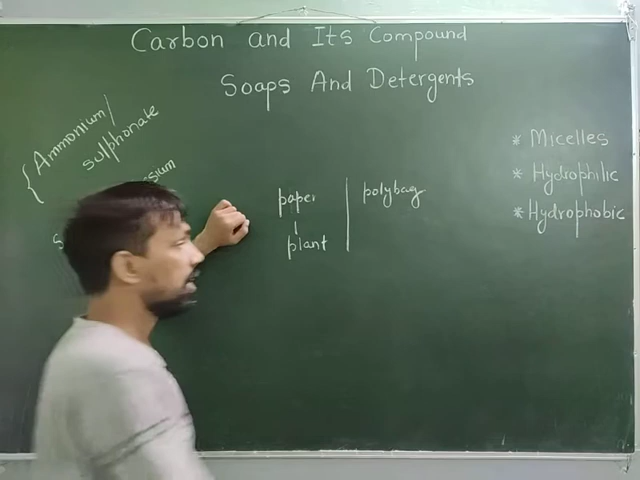 Carbon and Its Compound
Soaps And Detergents
{ Ammonium/
sulphonate
paper
plant
polybag
* Micelles
* Hydrophilic
* Hydrophobic